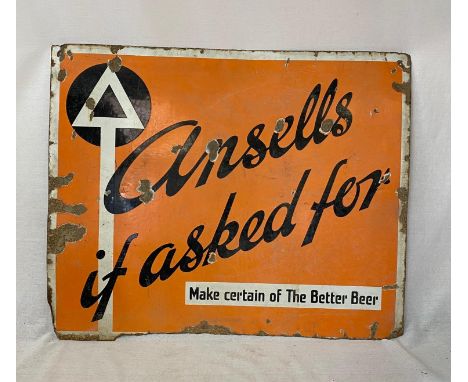 Ansells
if asked for
Make certain of The Better Beer